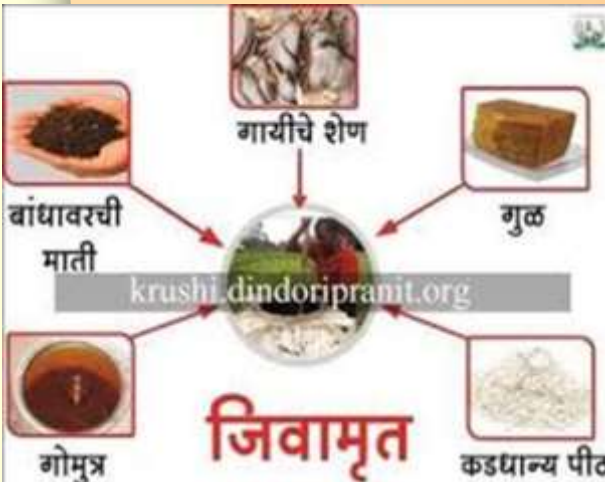 गायीचे शेण
बांधावरची
माती
गुळ
krushi.dindoripranit.org
गोमुत्र
जिवामृत
कडधान्य पीठ